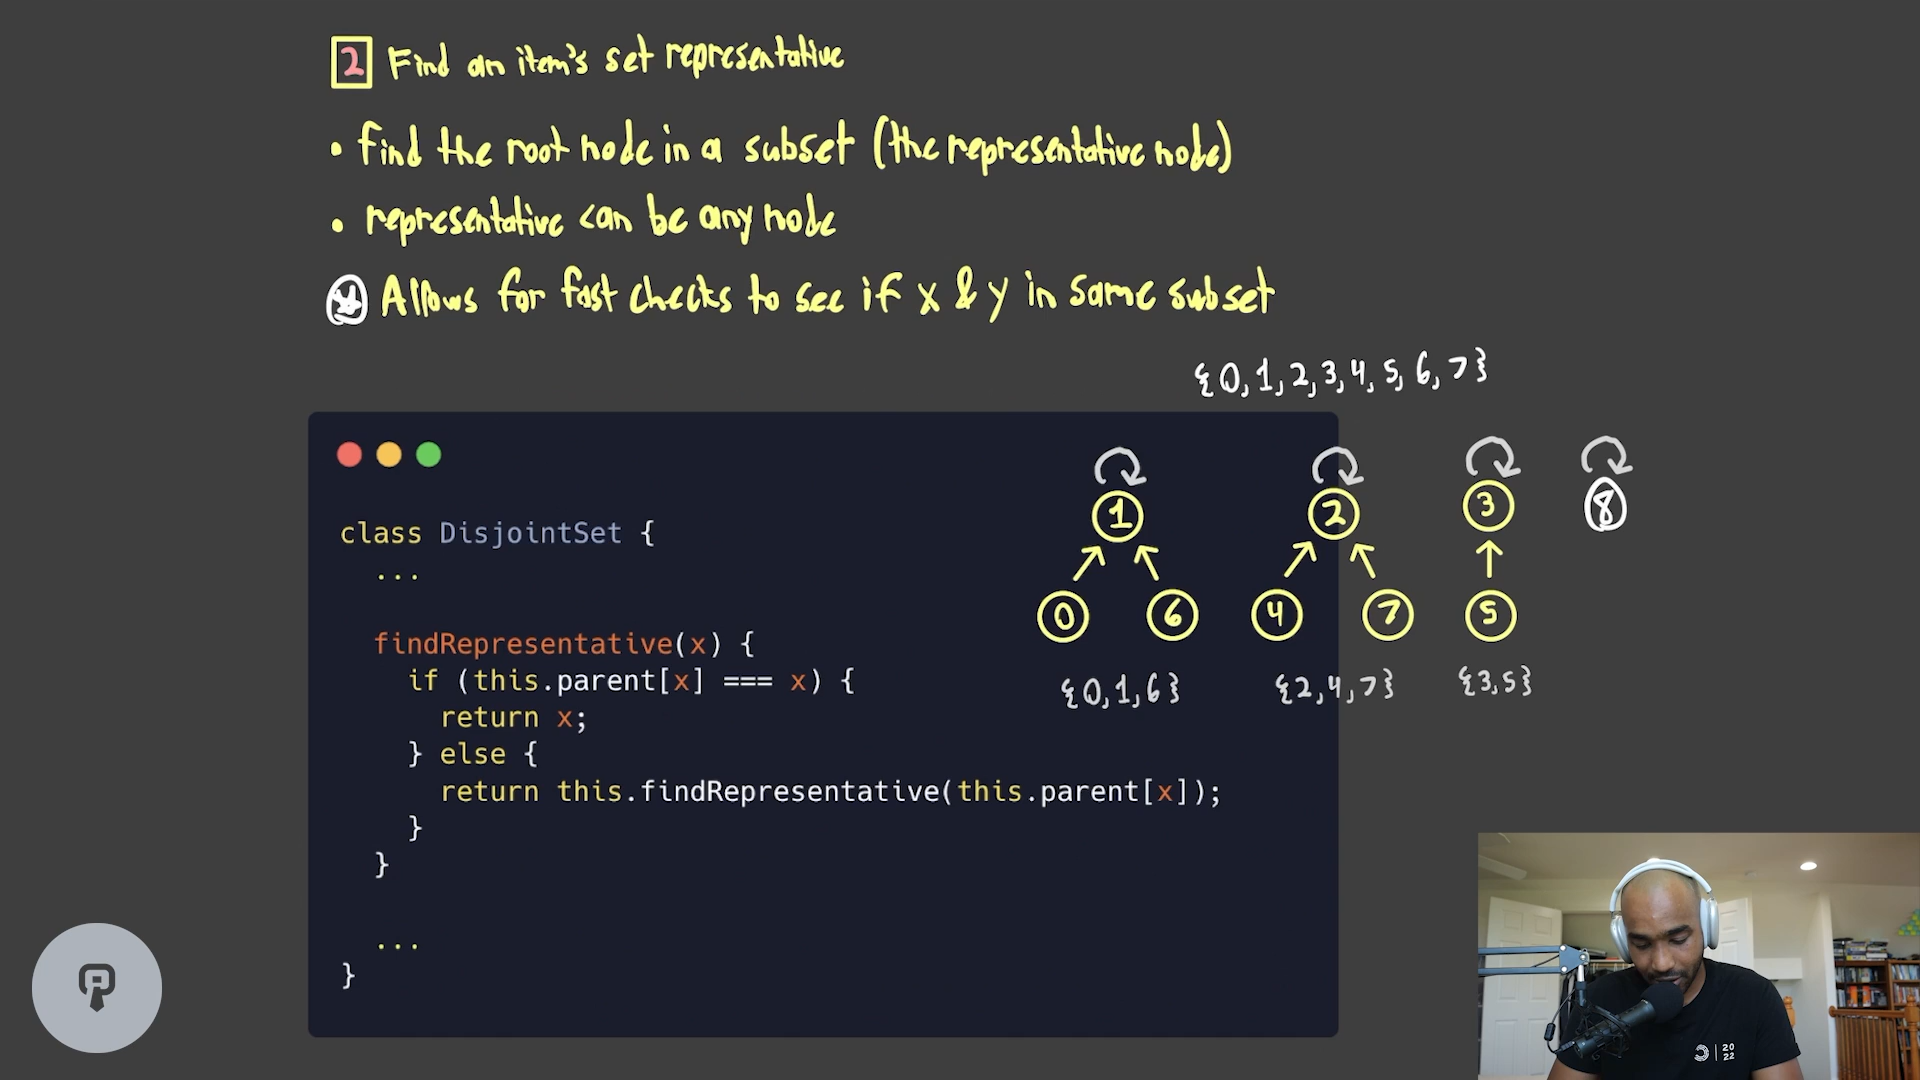 2 Find an item's set representative
• find the root node in a subset (the representative node)
• representative can be any node
Allows for fast checks to see if x & y in same subset
{0,1,2,3,4,5,6,7}
class DisjointSet {
...
findRepresentative(x) {
if (this.parent[x] === x) {
return x;
} else {
return this.findRepresentative(this.parent[x]);
}
}
...
}
1 2 3 8
0 6 4 7 5
{0,1,6} {2,4,7} {3,5}
20
22